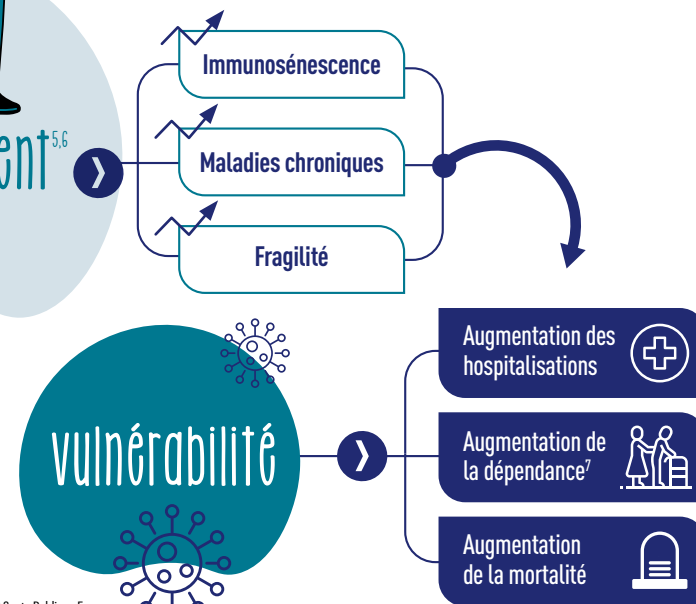 Immunosénescence
ent5,6
Maladies chroniques
Fragilité
Augmentation des
hospitalisations
vulnérabilité
Augmentation de
la dépendance7
Augmentation
de la mortalité